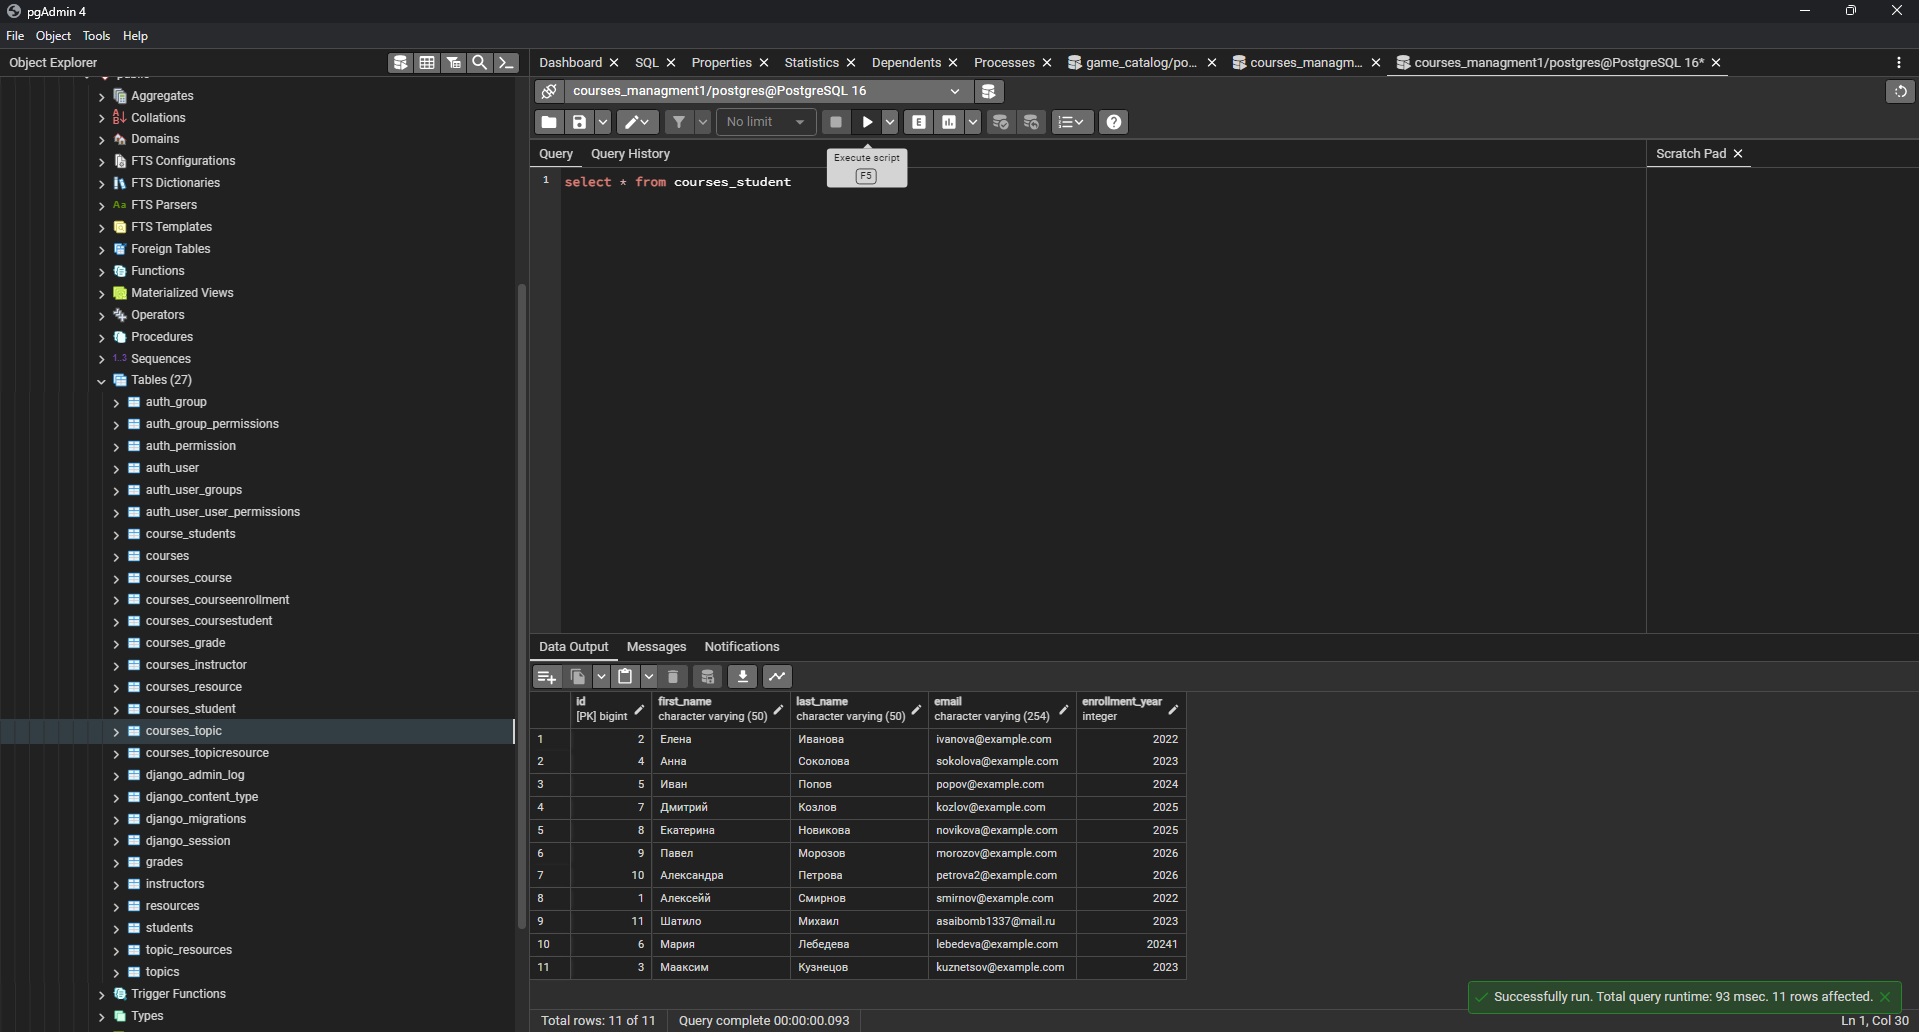 pgAdmin 4
File Object Tools Help
Object Explorer
Dashboard SQL Properties Statistics Dependents Processes game_catalog/po... courses_managm... courses_managment1/postgres@PostgreSQL 16*
courses_managment1/postgres@PostgreSQL 16
No limit
Query Query History
Execute script
F5
Scratch Pad
1 select * from courses_student
Aggregates
Collations
Domains
FTS Configurations
FTS Dictionaries
FTS Parsers
FTS Templates
Foreign Tables
Functions
Materialized Views
Operators
Procedures
Sequences
Tables (27)
auth_group
auth_group_permissions
auth_permission
auth_user
auth_user_groups
auth_user_user_permissions
course_students
courses
courses_course
courses_courseenrollment
courses_coursestudent
courses_grade
courses_instructor
courses_resource
courses_student
courses_topic
courses_topicresource
django_admin_log
django_content_type
django_migrations
django_session
grades
instructors
resources
students
topic_resources
topics
Trigger Functions
Types
Data Output Messages Notifications
id first_name last_name email enrollment_year
[PK] bigint character varying (50) character varying (50) character varying (254) integer
1 2 Елена Иванова ivanova@example.com 2022
2 4 Анна Соколова sokolova@example.com 2023
3 5 Иван Попов popov@example.com 2024
4 7 Дмитрий Козлов kozlov@example.com 2025
5 8 Екатерина Новикова novikova@example.com 2025
6 9 Павел Морозов morozov@example.com 2026
7 10 Александра Петрова petrova2@example.com 2026
8 1 Алексейй Смирнов smirnov@example.com 2022
9 11 Шатило Михаил asaibomb1337@mail.ru 2023
10 6 Мария Лебедева lebedeva@example.com 20241
11 3 Мааксим Кузнецов kuznetsov@example.com 2023
Successfully run. Total query runtime: 93 msec. 11 rows affected.
Total rows: 11 of 11 Query complete 00:00:00.093 Ln 1, Col 30